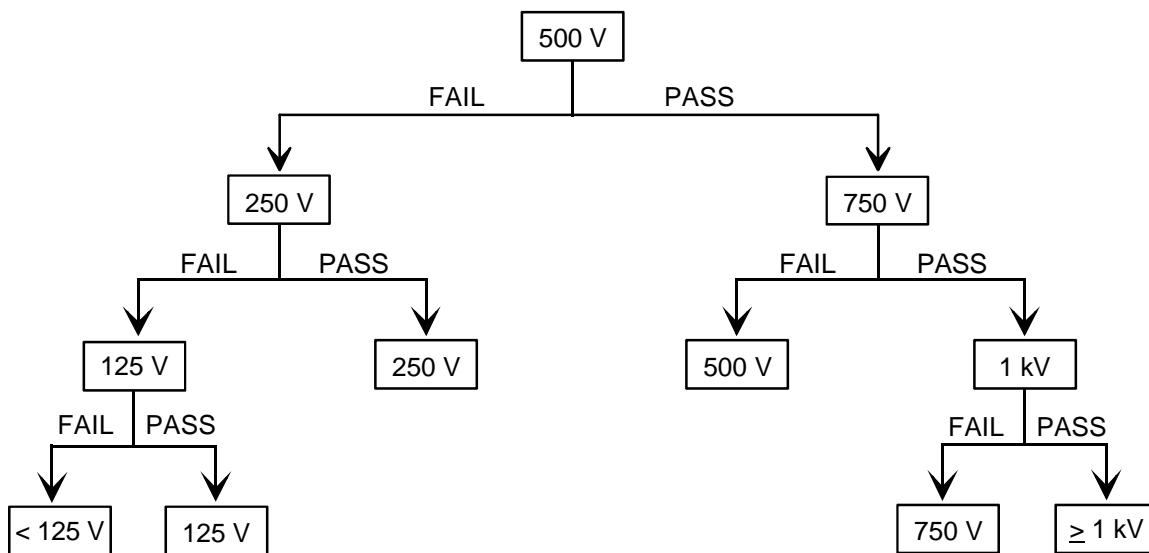 500 V
FAIL PASS
250 V 750 V
FAIL PASS FAIL PASS
125 V 250 V 500 V 1 kV
FAIL PASS FAIL PASS
< 125 V 125 V 750 V ≥ 1 kV